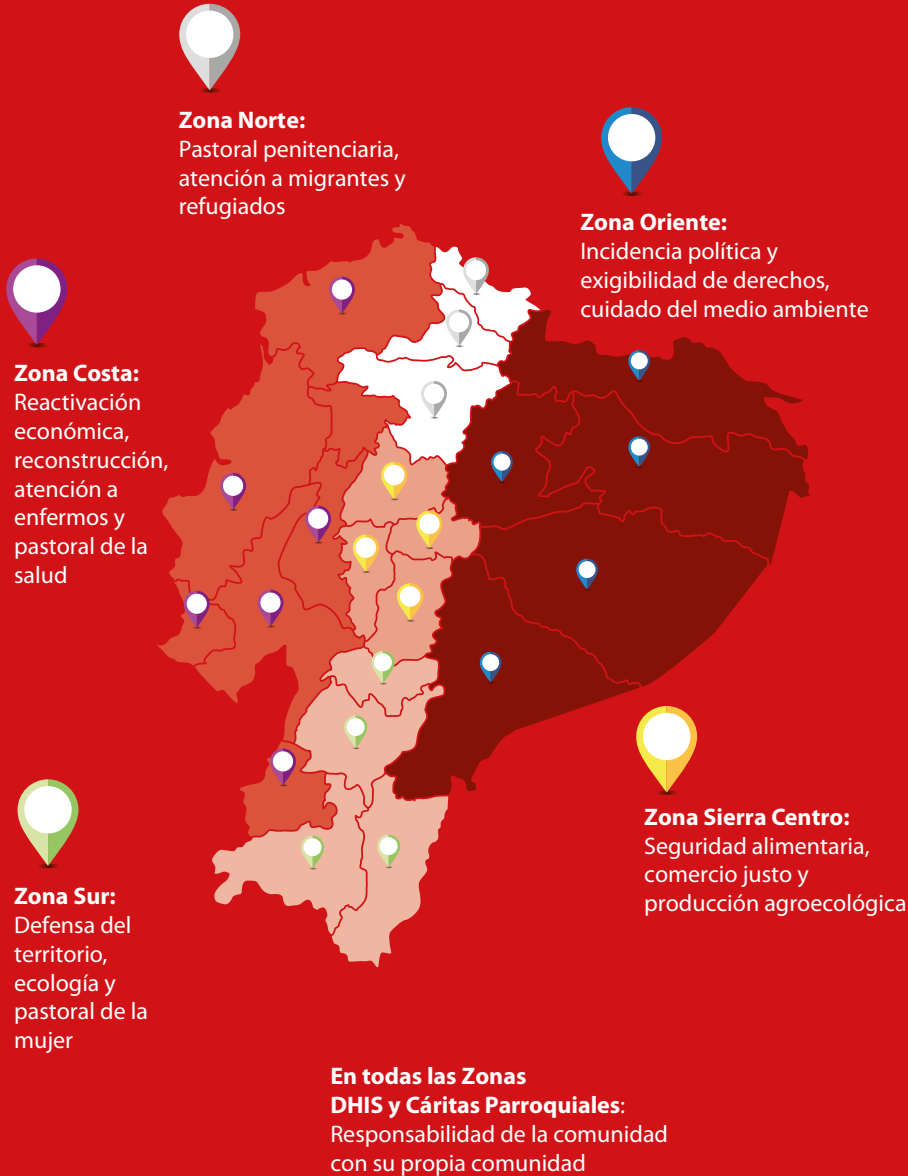 Zona Norte:
Pastoral penitenciaria,
atención a migrantes y
refugiados
Zona Oriente:
Incidencia política y
exigibilidad de derechos,
cuidado del medio ambiente
Zona Costa:
Reactivación
económica,
reconstrucción,
atención a
enfermos y
pastoral de la
salud
Zona Sierra Centro:
Seguridad alimentaria,
comercio justo y
producción agroecológica
Zona Sur:
Defensa del
territorio,
ecología y
pastoral de la
mujer
En todas las Zonas
DHIS y Cáritas Parroquiales:
Responsabilidad de la comunidad
con su propia comunidad